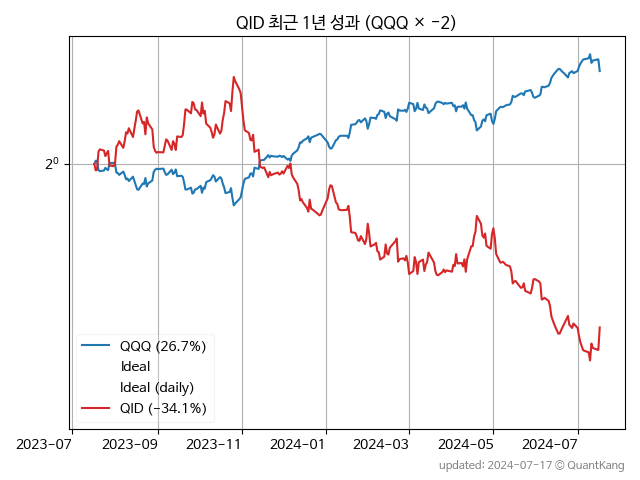 QID 최근 1년 성과 (QQQ × −2)
2⁰
QQQ (26.7%)
Ideal
Ideal (daily)
QID (−34.1%)
2023−07 2023−09 2023−11 2024−01 2024−03 2024−05 2024−07
updated: 2024−07−17 © QuantKang